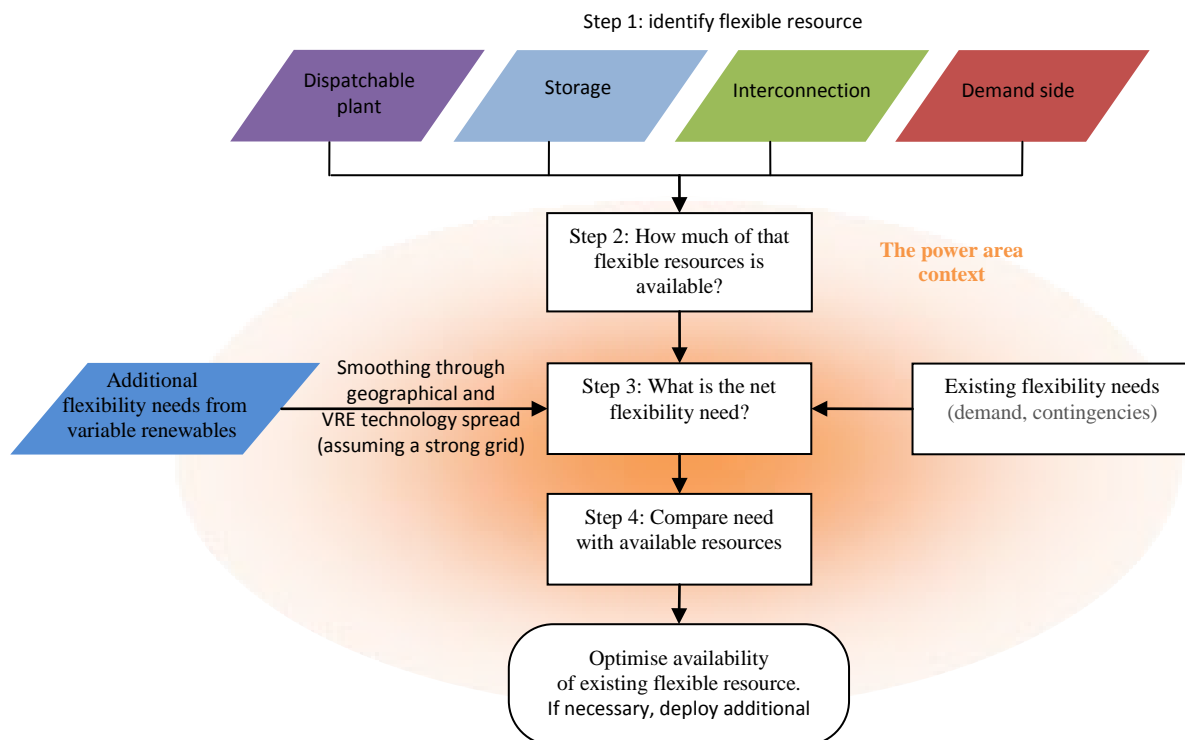 Step 1: identify flexible resource
Dispatchable
plant
Storage
Interconnection
Demand side
Step 2: How much of that
flexible resources is
available?
The power area
context
Additional
flexibility needs from
variable renewables
Smoothing through
geographical and
VRE technology spread
(assuming a strong grid)
Step 3: What is the net
flexibility need?
Existing flexibility needs
(demand, contingencies)
Step 4: Compare need
with available resources
Optimise availability
of existing flexible resource.
If necessary, deploy additional